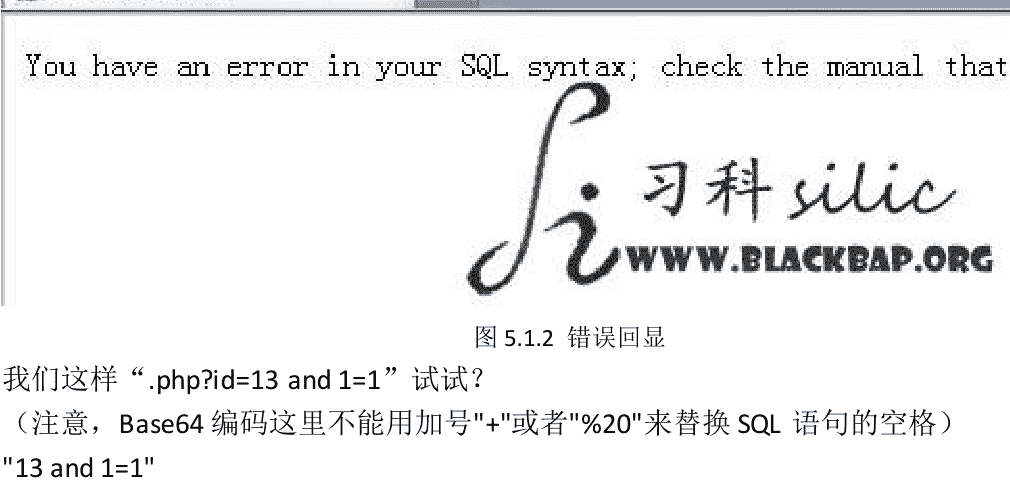 You have an error in your SQL syntax; check the manual that
习科 silic
WWW.BLACKBAP.ORG
图 5.1.2 错误回显
我们这样“.php?id=13 and 1=1”试试？
（注意，Base64 编码这里不能用加号"+"或者"%20"来替换 SQL 语句的空格）
"13 and 1=1"